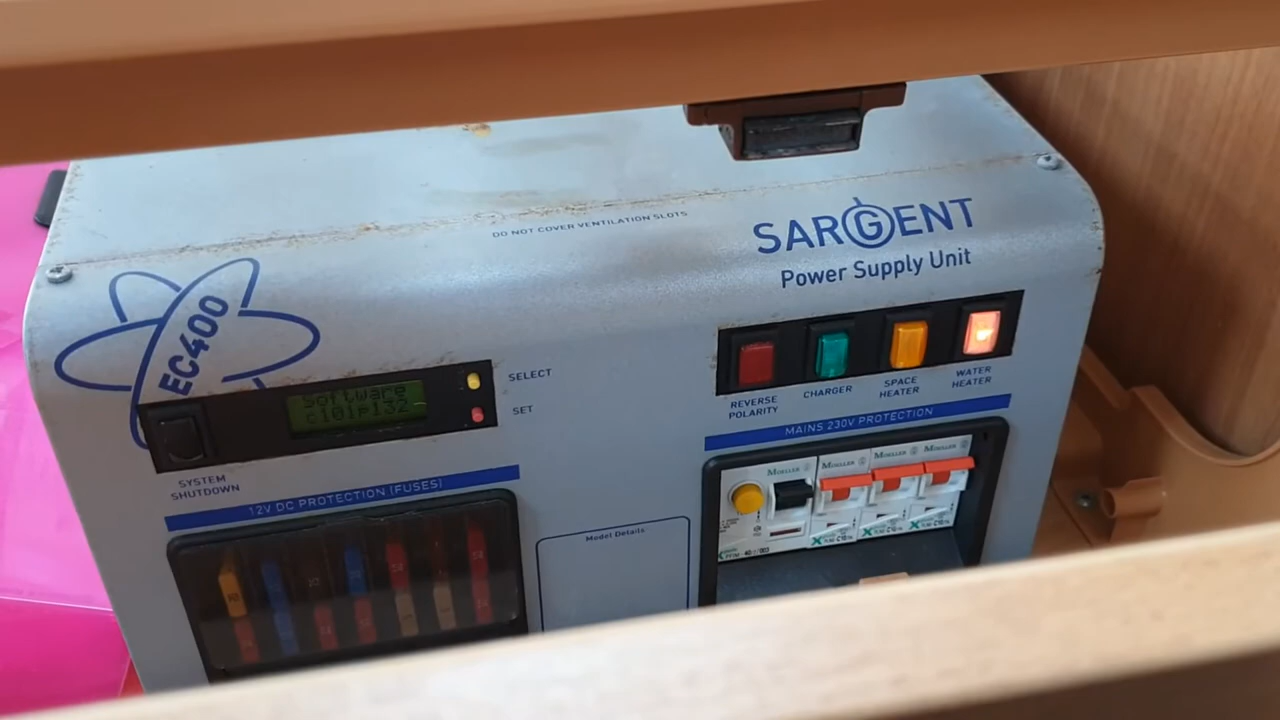 DO NOT COVER VENTILATION SLOTS
SARGENT
Power Supply Unit
EC400
Software
SELECT
SET
SYSTEM
SHUTDOWN
REVERSE
POLARITY
CHARGER
SPACE
HEATER
WATER
HEATER
MAINS 230V PROTECTION
12V DC PROTECTION (FUSES)
Model Details
MOELLER
MOELLER
MOELLER
MOELLER